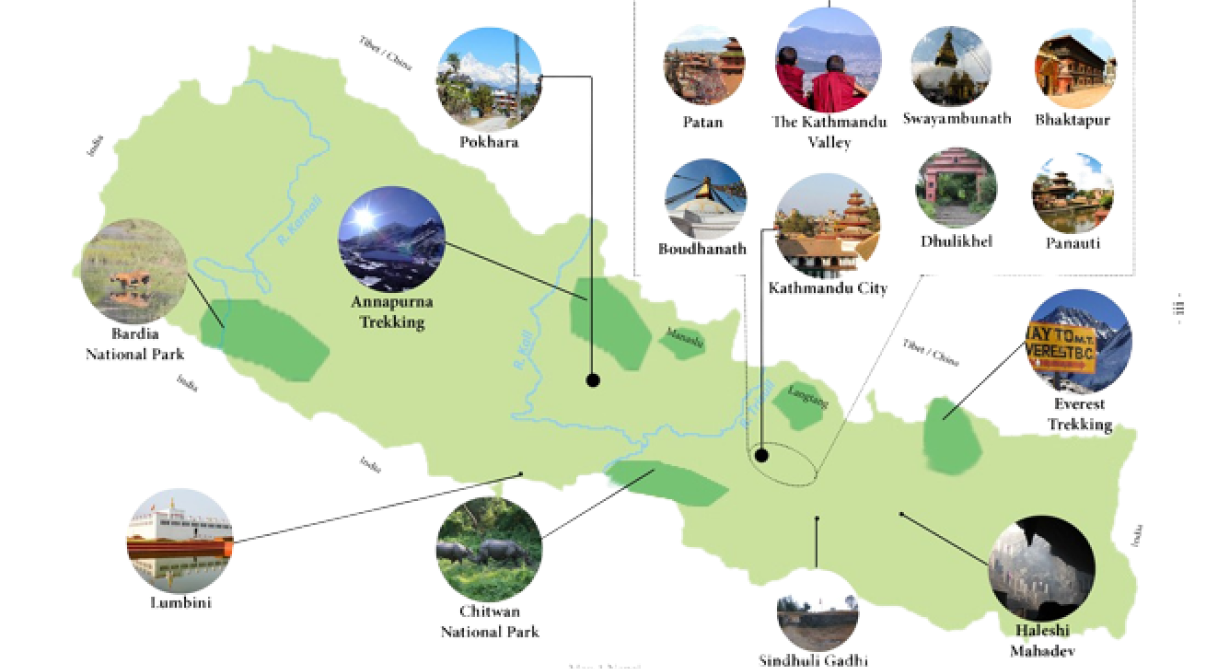 Tibet / China
Pokhara
Patan
The Kathmandu
Valley
Swayambunath
Bhaktapur
India
R. Karnali
Boudhanath
Kathmandu City
Dhulikhel
Panauti
Annapurna
Trekking
- iii -
Bardia
National Park
R. Kali
Manaslu
Tibet / China
WAY TO M.T.
EVEREST B.C.
Everest
Trekking
India
Langtang
R. Trisuli
India
Lumbini
Chitwan
National Park
India
Haleshi
Mahadev
Sindhuli Gadhi
Map 1 Nepal